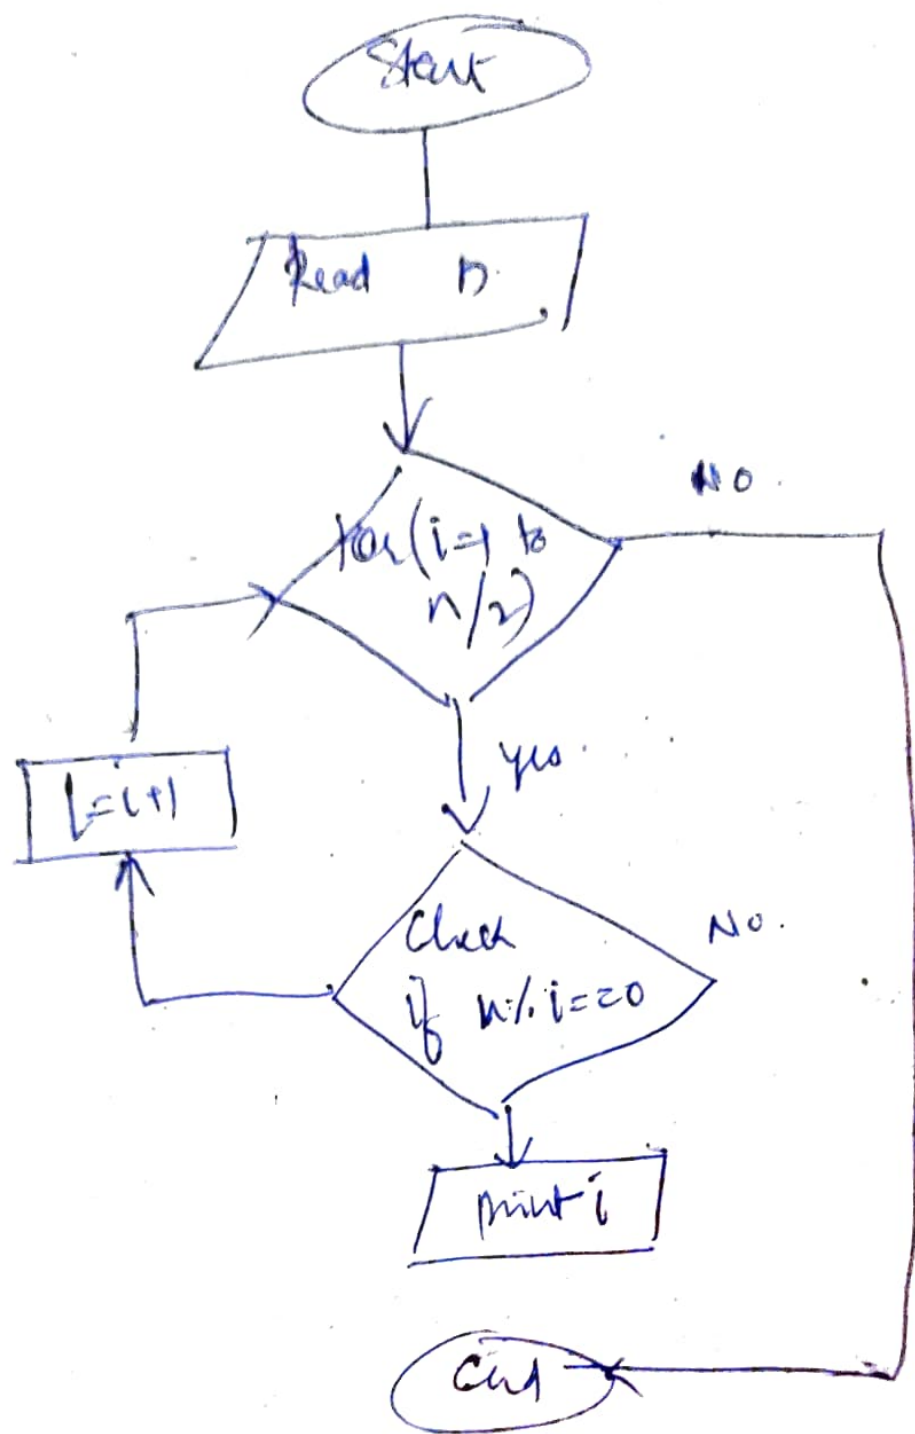 Start
Read n.
for (i=1 to
n/2)
No.
yes.
i=i+1
Check
if n%i==0
No.
print i
End